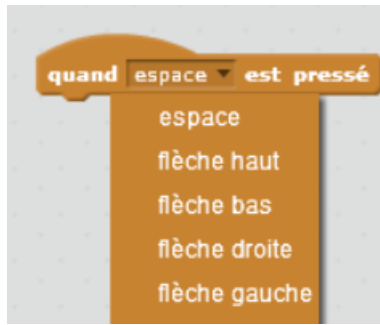 quand espace est pressé
espace
flèche haut
flèche bas
flèche droite
flèche gauche